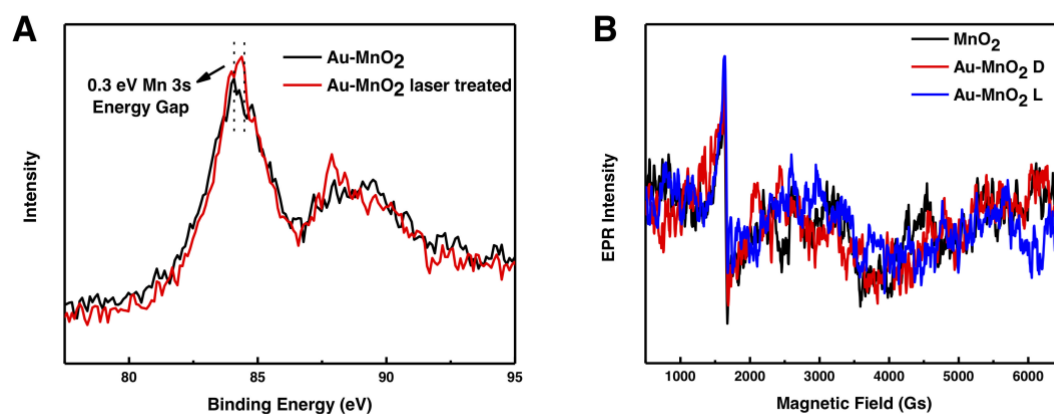 A
Au-MnO₂
Au-MnO₂ laser treated
0.3 eV Mn 3s
Energy Gap
Intensity
80
85
90
95
Binding Energy (eV)
B
MnO₂
Au-MnO₂ D
Au-MnO₂ L
EPR Intensity
1000
2000
3000
4000
5000
6000
Magnetic Field (Gs)